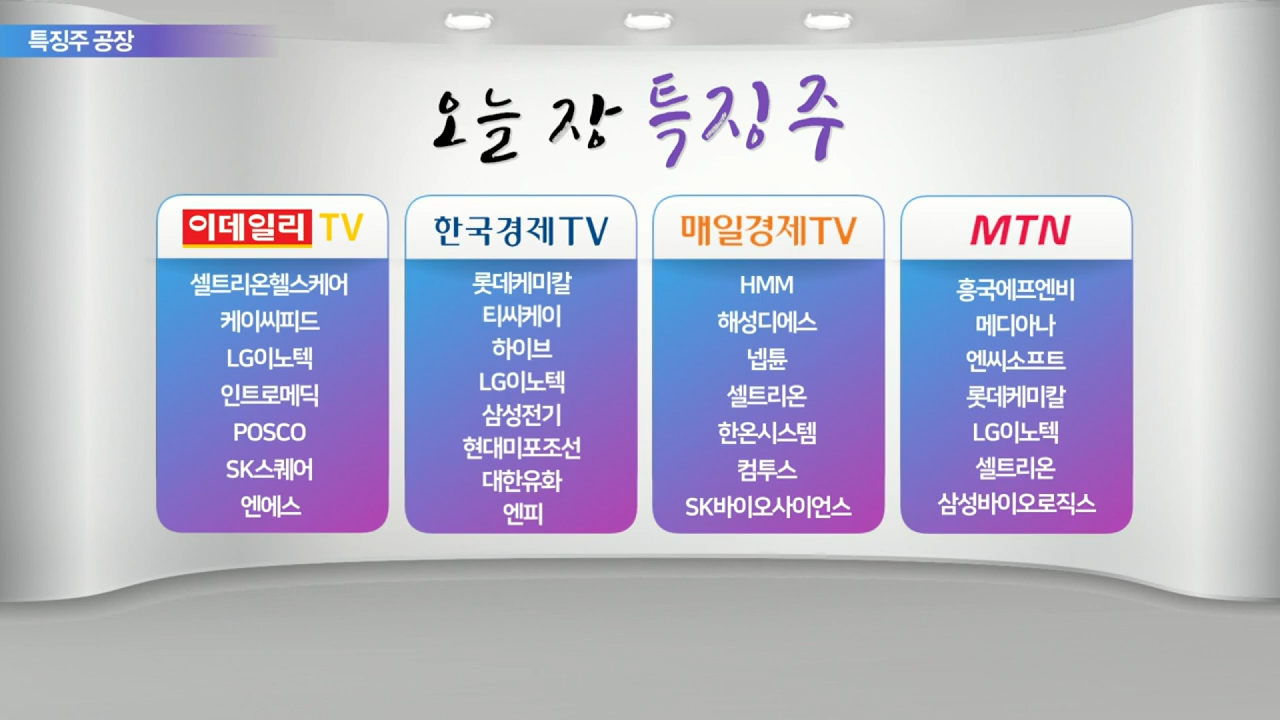 특징주 공장
오늘 장 특징주
이데일리 TV
셀트리온헬스케어
케이씨피드
LG이노텍
인트로메딕
POSCO
SK스퀘어
엔에스
한국경제TV
롯데케미칼
티씨케이
하이브
LG이노텍
삼성전기
현대미포조선
대한유화
엔피
매일경제TV
HMM
해성디에스
넵튠
셀트리온
한온시스템
컴투스
SK바이오사이언스
MTN
흥국에프엔비
메디아나
엔씨소프트
롯데케미칼
LG이노텍
셀트리온
삼성바이오로직스